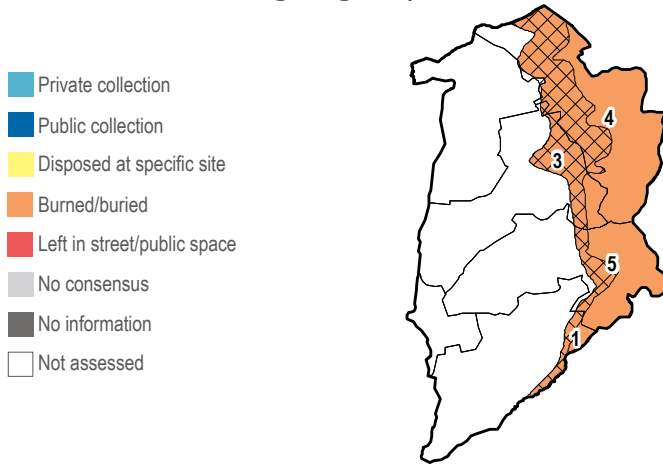 Private collection
Public collection
Disposed at specific site
Burned/buried
Left in street/public space
No consensus
No information
Not assessed
4
3
5
1